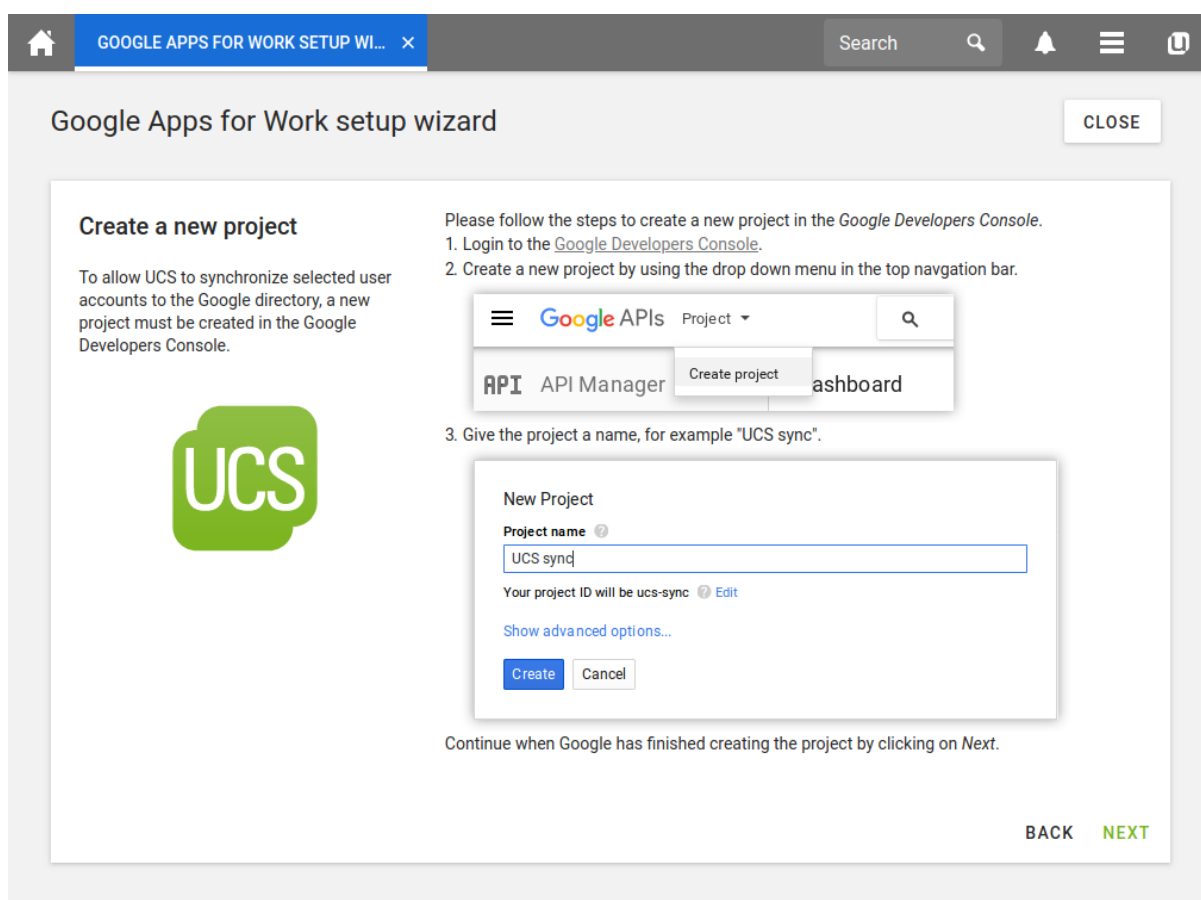 GOOGLE APPS FOR WORK SETUP WI... ×
Search
Google Apps for Work setup wizard
CLOSE
Create a new project
To allow UCS to synchronize selected user
accounts to the Google directory, a new
project must be created in the Google
Developers Console.
UCS
Please follow the steps to create a new project in the Google Developers Console.
1. Login to the Google Developers Console.
2. Create a new project by using the drop down menu in the top navgation bar.
Google APIs Project
API API Manager
Create project
ashboard
3. Give the project a name, for example "UCS sync".
New Project
Project name ?
UCS sync
Your project ID will be ucs-sync ? Edit
Show advanced options...
Create Cancel
Continue when Google has finished creating the project by clicking on Next.
BACK NEXT